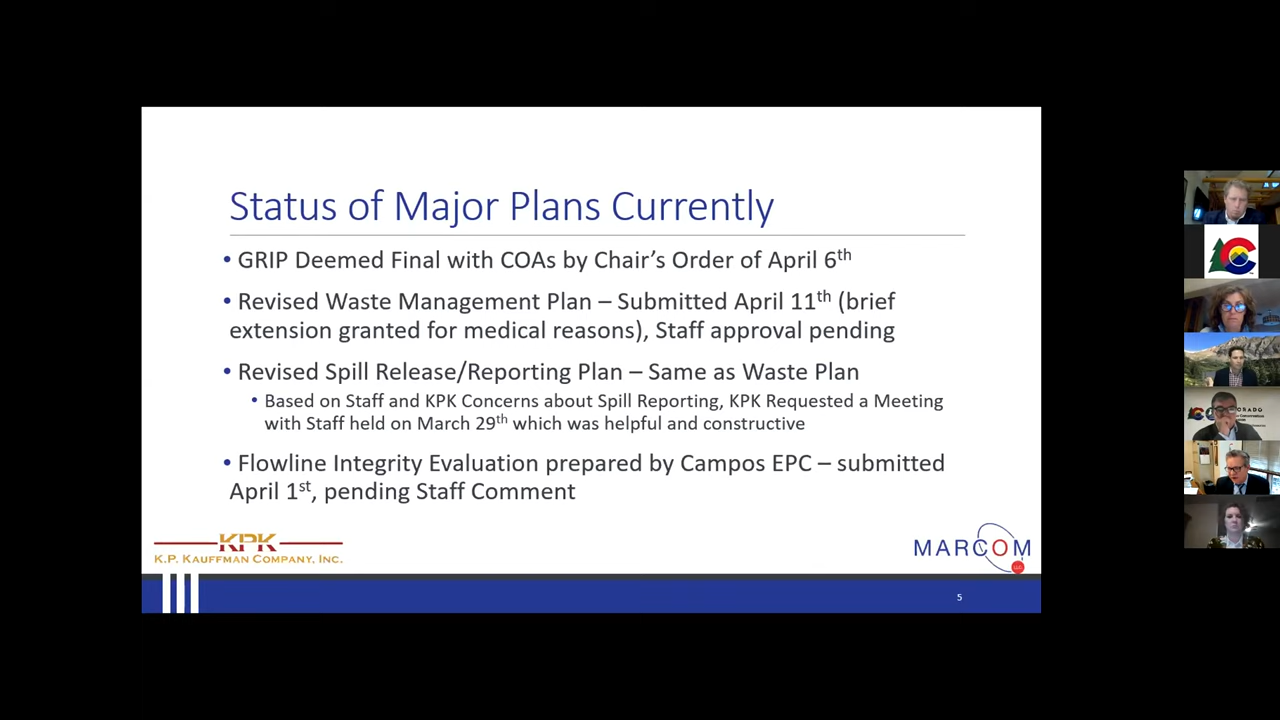 Status of Major Plans Currently
• GRIP Deemed Final with COAs by Chair's Order of April 6th
• Revised Waste Management Plan – Submitted April 11th (brief
extension granted for medical reasons), Staff approval pending
• Revised Spill Release/Reporting Plan – Same as Waste Plan
• Based on Staff and KPK Concerns about Spill Reporting, KPK Requested a Meeting
with Staff held on March 29th which was helpful and constructive
• Flowline Integrity Evaluation prepared by Campos EPC – submitted
April 1st, pending Staff Comment
KPK
K.P. KAUFFMAN COMPANY, INC.
MARCOM
LLC
5